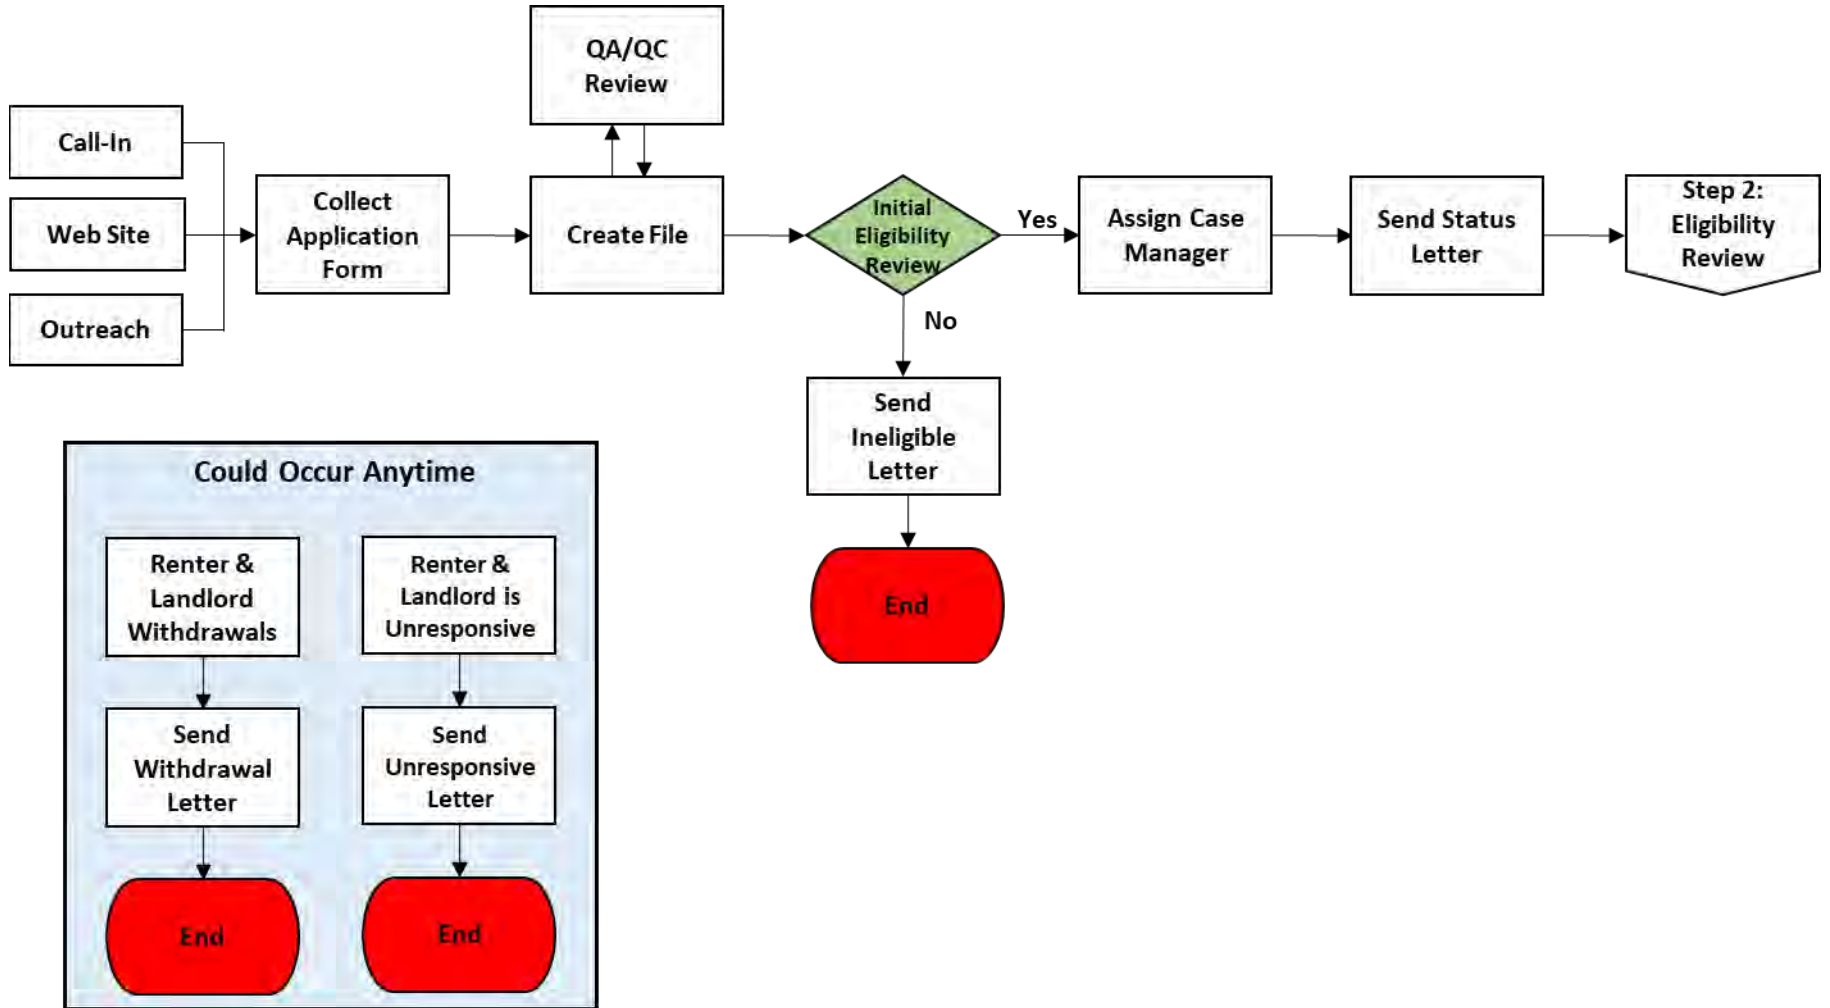 QA/QC
Review
Call-In
Web Site
Outreach
Collect
Application
Form
Create File
Initial
Eligibility
Review
Yes
Assign Case
Manager
Send Status
Letter
Step 2:
Eligibility
Review
No
Send
Ineligible
Letter
End
Could Occur Anytime
Renter &
Landlord
Withdrawals
Send
Withdrawal
Letter
End
Renter &
Landlord is
Unresponsive
Send
Unresponsive
Letter
End